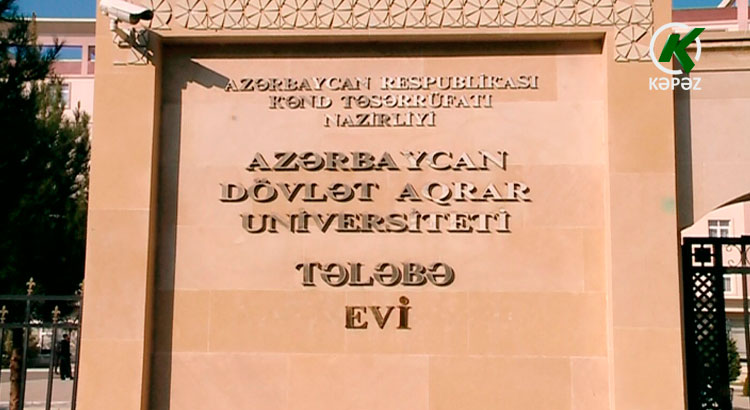 KƏPƏZ
AZƏRBAYCAN RESPUBLİKASI
KƏND TƏSƏRRÜFATI
NAZİRLİYİ
AZƏRBAYCAN
DÖVLƏT AQRAR
UNİVERSİTETİ
TƏLƏBƏ
EVİ